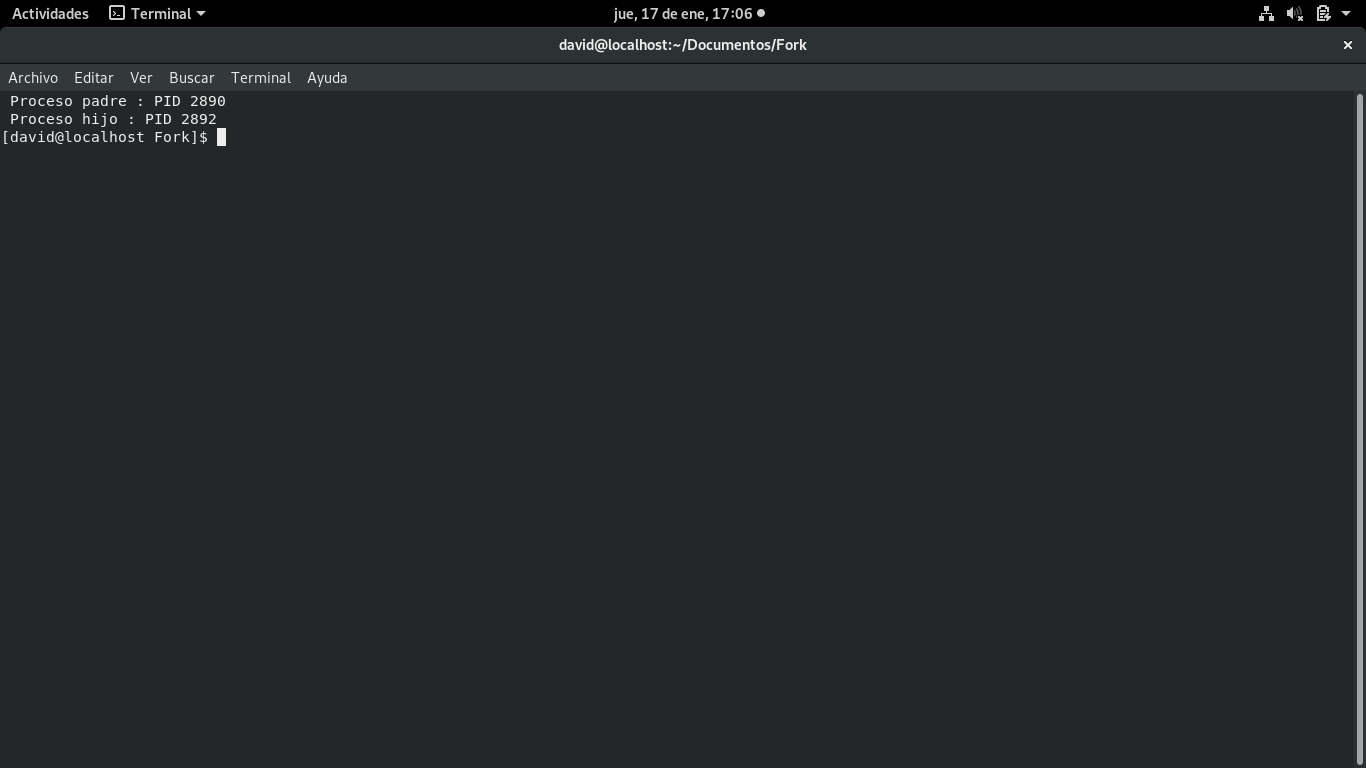 Actividades Terminal jue, 17 de ene, 17:06
david@localhost:~/Documentos/Fork
Archivo Editar Ver Buscar Terminal Ayuda
Proceso padre : PID 2890
Proceso hijo : PID 2892
[david@localhost Fork]$